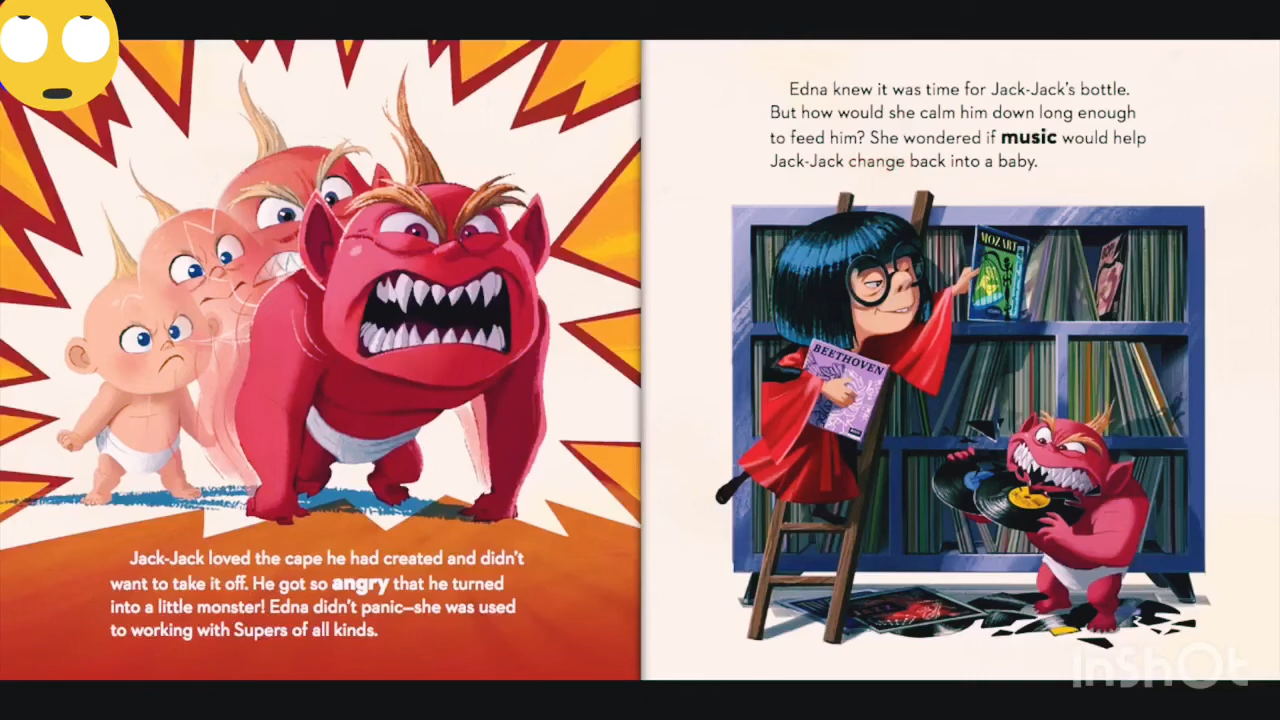 Jack-Jack loved the cape he had created and didn't
want to take it off. He got so angry that he turned
into a little monster! Edna didn't panic—she was used
to working with Supers of all kinds.
Edna knew it was time for Jack-Jack's bottle.
But how would she calm him down long enough
to feed him? She wondered if music would help
Jack-Jack change back into a baby.
MOZART
BEETHOVEN
InShOt